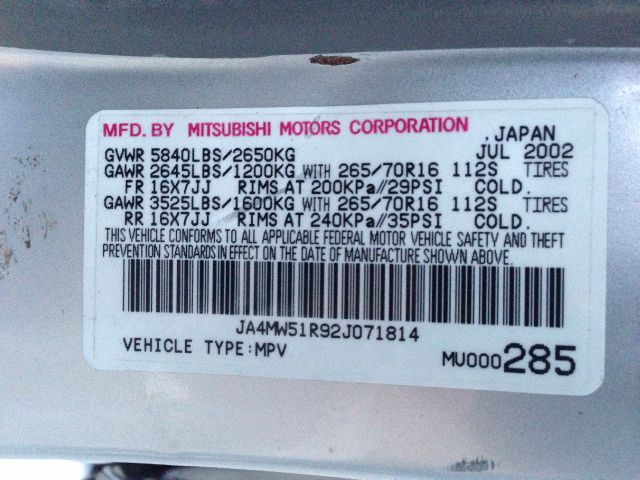 MFD. BY MITSUBISHI MOTORS CORPORATION , JAPAN
GVWR 5840LBS/2650KG JUL 2002
GAWR 2645LBS/1200KG WITH 265/70R16 112S TIRES
FR 16X7JJ RIMS AT 200KPa//29PSI COLD.
GAWR 3525LBS/1600KG WITH 265/70R16 112S TIRES
RR 16X7JJ RIMS AT 240KPa//35PSI COLD.
THIS VEHICLE CONFORMS TO ALL APPLICABLE FEDERAL MOTOR VEHICLE SAFETY AND THEFT
PREVENTION STANDARDS IN EFFECT ON THE DATE OF MANUFACTURE SHOWN ABOVE.
JA4MW51R92J071814
VEHICLE TYPE:MPV MU000285